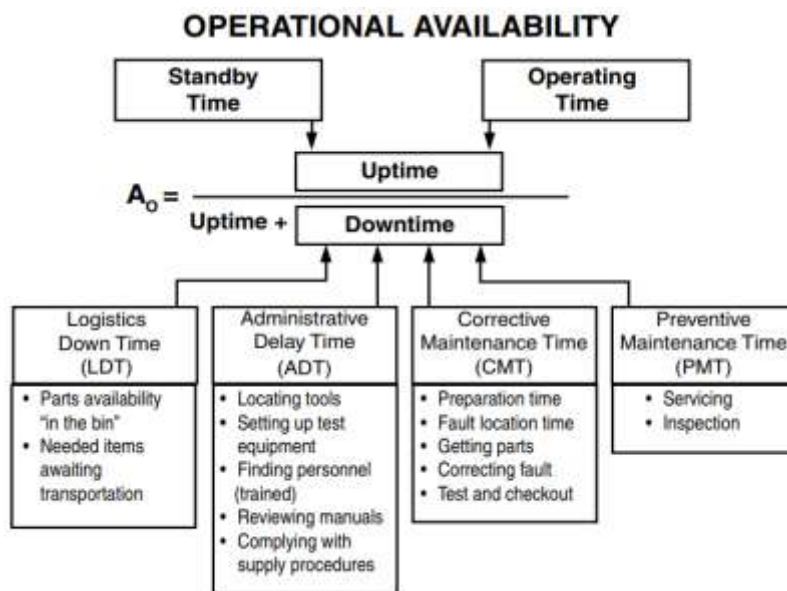 OPERATIONAL AVAILABILITY
Standby
Time
Operating
Time
Uptime
Ao =
Uptime +
Downtime
Logistics
Down Time
(LDT)
• Parts availability
"in the bin"
• Needed items
awaiting
transportation
Administrative
Delay Time
(ADT)
• Locating tools
• Setting up test
equipment
• Finding personnel
(trained)
• Reviewing manuals
• Complying with
supply procedures
Corrective
Maintenance Time
(CMT)
• Preparation time
• Fault location time
• Getting parts
• Correcting fault
• Test and checkout
Preventive
Maintenance Time
(PMT)
• Servicing
• Inspection